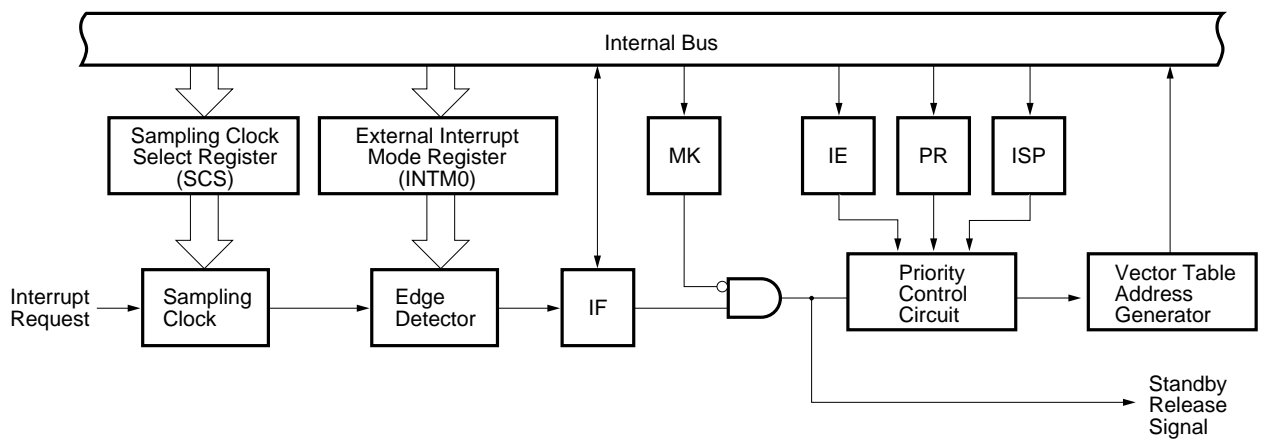 Internal Bus
Sampling Clock
Select Register
(SCS)
External Interrupt
Mode Register
(INTM0)
MK
IE
PR
ISP
Interrupt
Request
Sampling
Clock
Edge
Detector
IF
Priority
Control
Circuit
Vector Table
Address
Generator
Standby
Release
Signal